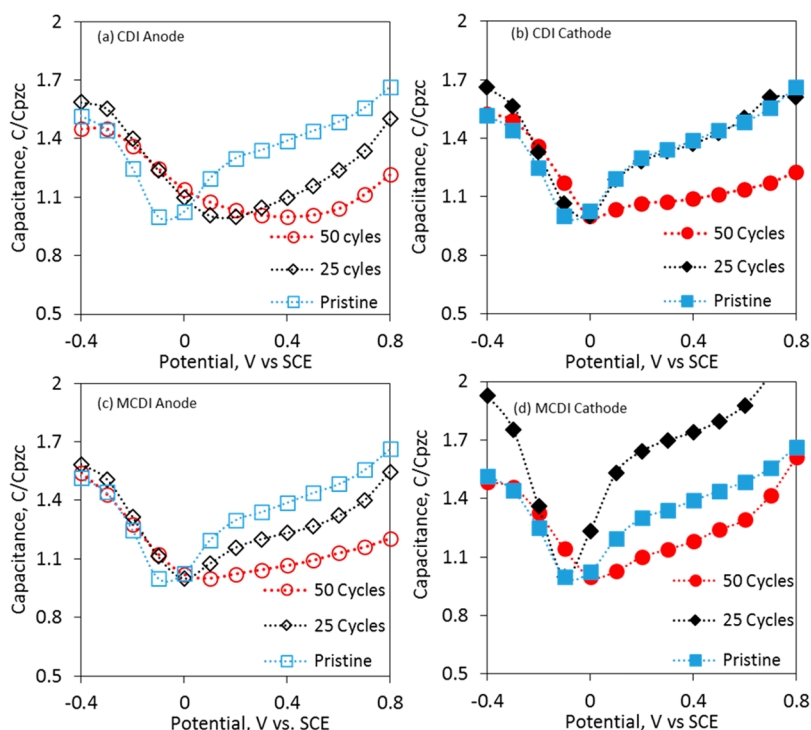 (a) CDI Anode
Capaciitance, C/Cpzc
2
1.7
1.4
1.1
0.8
0.5
-0.4
0
0.4
0.8
Potential, V vs SCE
50 cyles
25 cyles
Pristine
(b) CDI Cathode
Capacitance, C/Cpzc
2
1.7
1.4
1.1
0.8
0.5
-0.4
0
0.4
0.8
Potential, V vs SCE
50 Cycles
25 Cycles
Pristine
(c) MCDI Anode
Capacitance, C/Cpzc
2
1.7
1.4
1.1
0.8
0.5
-0.4
0
0.4
0.8
Potential, V vs. SCE
50 Cycles
25 Cycles
Pristine
(d) MCDI Cathode
Capacitance, C/Cpzc
2
1.7
1.4
1.1
0.8
0.5
-0.4
0
0.4
0.8
Potential, V vs SCE
50 Cycles
25 Cycles
Pristine